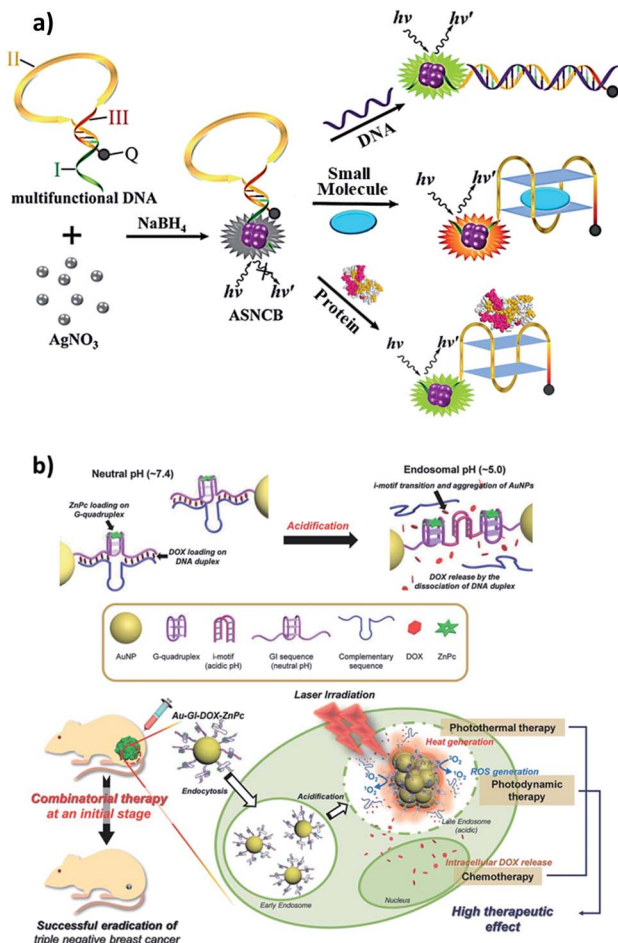 a)
II
III
Q
I
multifunctional DNA
+
AgNO3
NaBH4
hν
hν'
ASNCB
DNA
Small
Molecule
Protein
hν
hν'
hν
hν'
hν
hν'
b)
Neutral pH (~7.4)
ZnPc loading on
G-quadruplex
DOX loading on
DNA duplex
Acidification
Endosomal pH (~5.0)
i-motif transition and aggregation of AuNPs
DOX release by the
dissociation of DNA duplex
AuNP
G-quadruplex
i-motif
(acidic pH)
GI sequence
(neutral pH)
Complementary
sequence
DOX
ZnPc
Laser Irradiation
Au-GI-DOX-ZnPc
Endocytosis
Combinatorial therapy
at an initial stage
Successful eradication of
triple negative breast cancer
Early Endosome
Acidification
Heat generation
ROS generation
³O₂
¹O₂
³O₂
¹O₂
Late Endosome
(acidic)
Intracellular DOX release
Nucleus
Photothermal therapy
Photodynamic
therapy
Chemotherapy
High therapeutic
effect